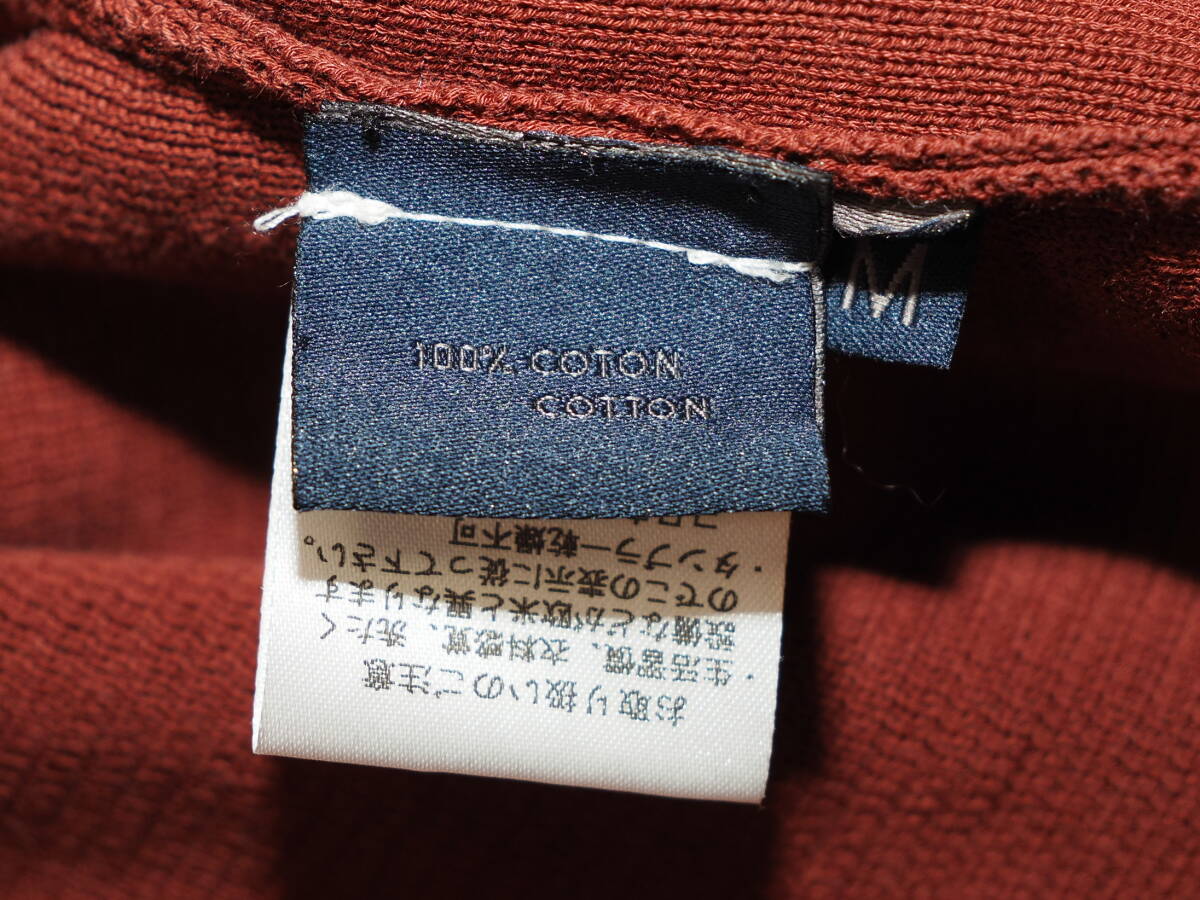 M
100% COTON
COTTON
お取り扱いのご注意
・生活習慣、衣料感覚、洗たく
設備などが欧米と異なります
のでこの表示に従って下さい。
・タンブラー乾燥不可